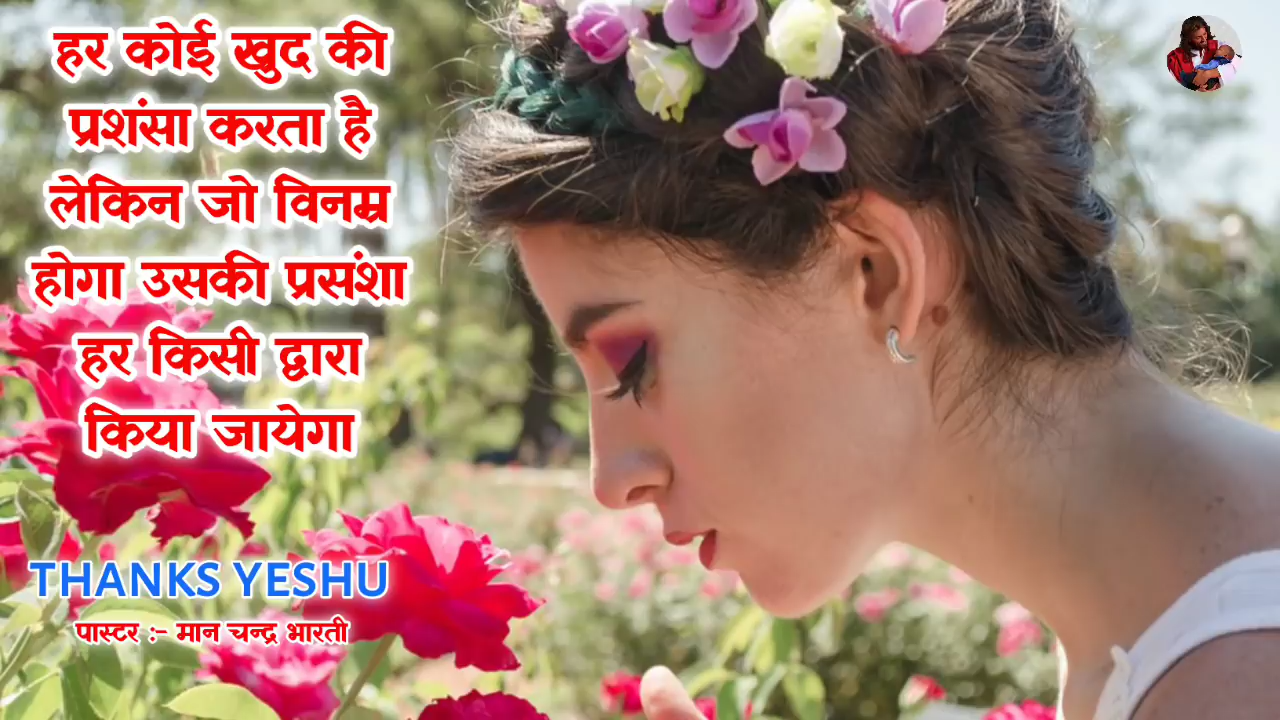 हर कोई खुद की
प्रशंसा करता है
लेकिन जो विनम्र
होगा उसकी प्रसंशा
हर किसी द्वारा
किया जायेगा
THANKS YESHU
पास्टर :- मान चन्द्र भारती